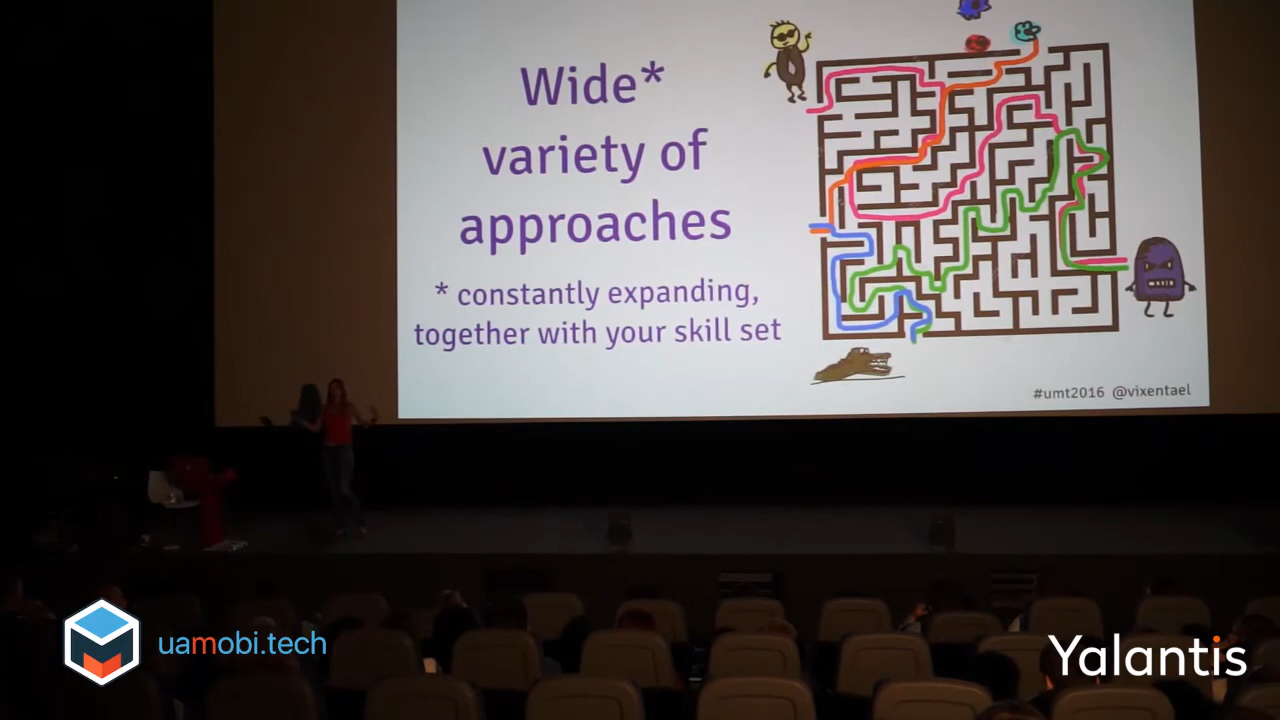 Wide*
variety of
approaches
* constantly expanding,
together with your skill set
#umt2016 @vixentael
uamobi.tech
Yalantis